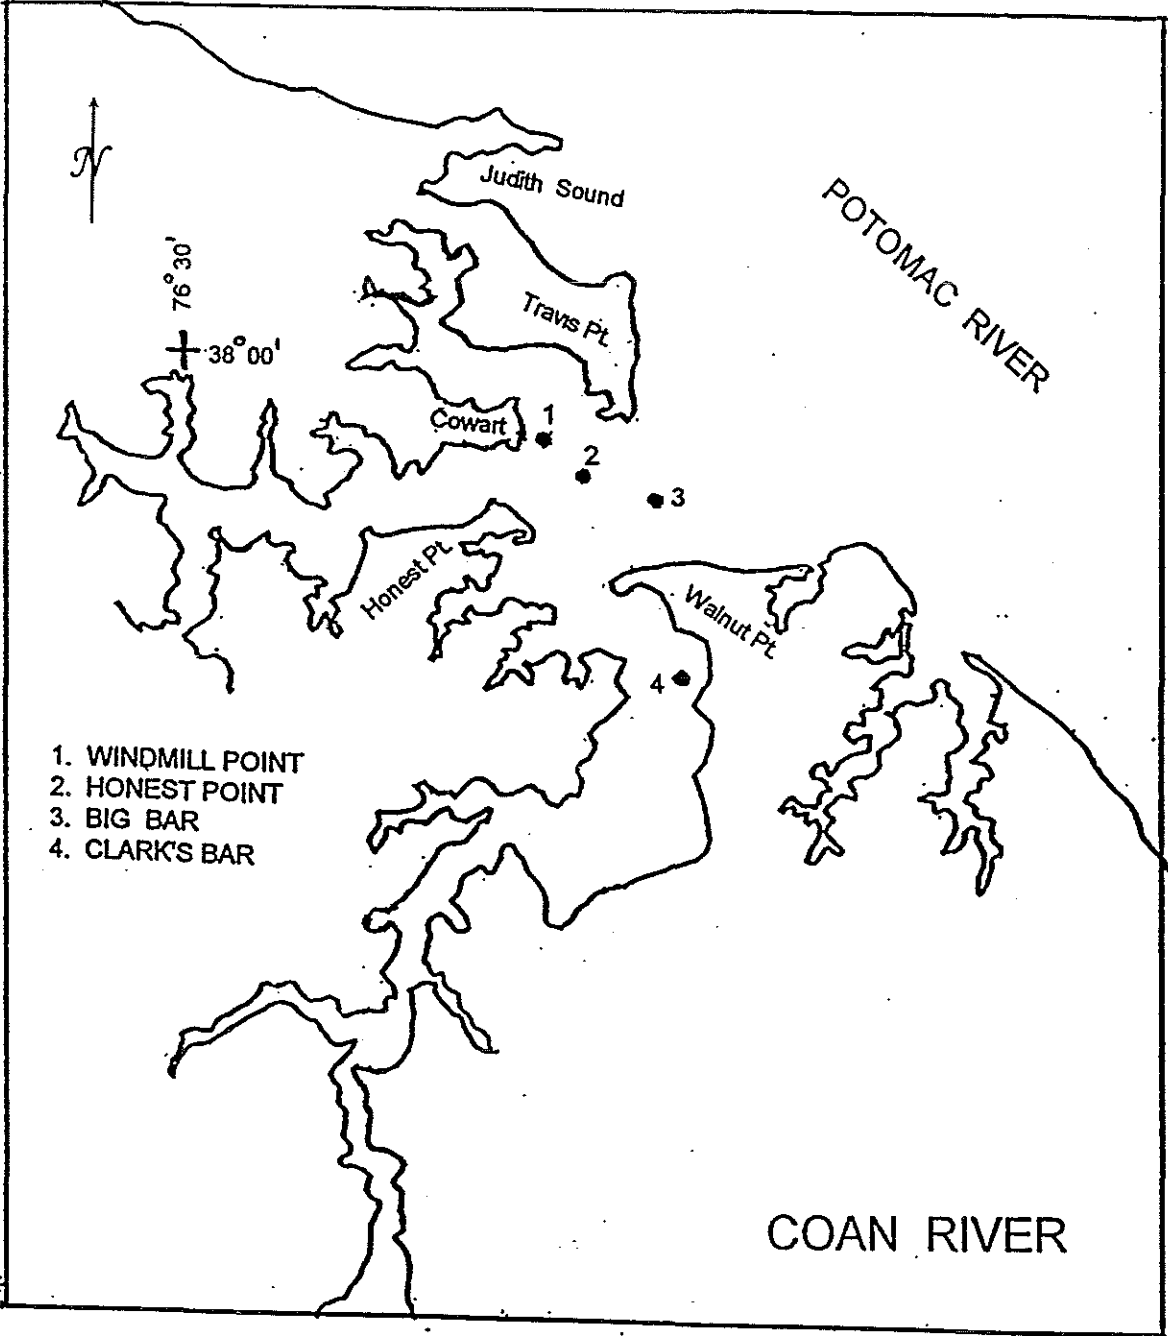 Judith Sound
N
POTOMAC RIVER
76°30'
Travis Pt.
38°00'
Cowart
1
2
3
Honest Pt.
Walnut Pt.
4
1. WINDMILL POINT
2. HONEST POINT
3. BIG BAR
4. CLARK'S BAR
COAN RIVER